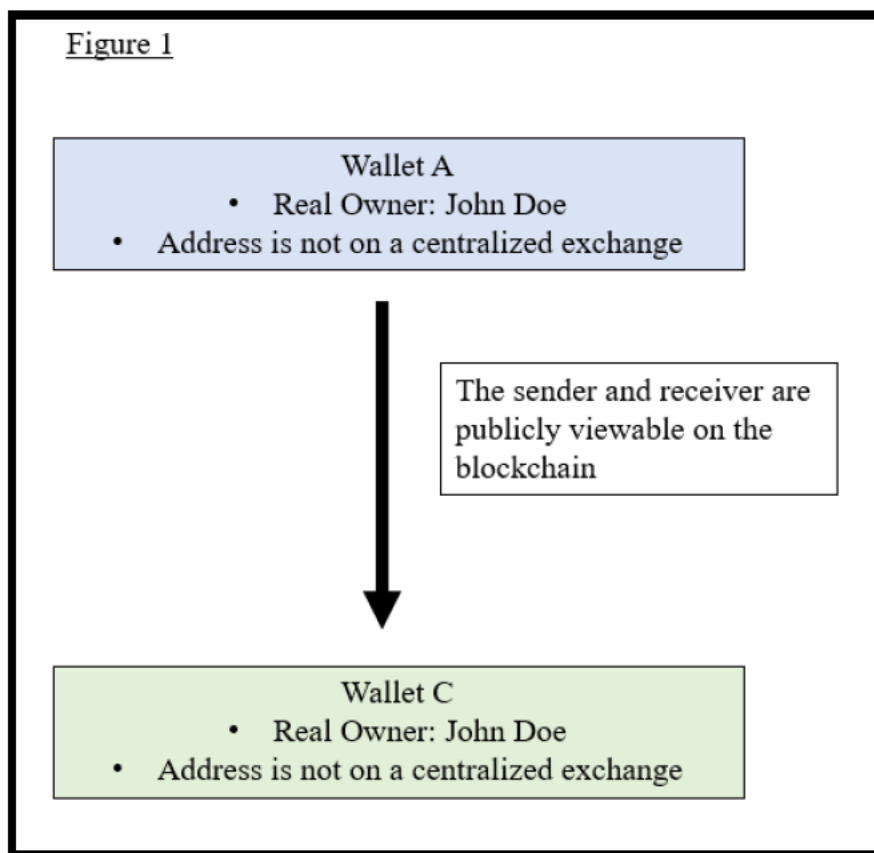 Figure 1
Wallet A
• Real Owner: John Doe
• Address is not on a centralized exchange
The sender and receiver are
publicly viewable on the
blockchain
Wallet C
• Real Owner: John Doe
• Address is not on a centralized exchange